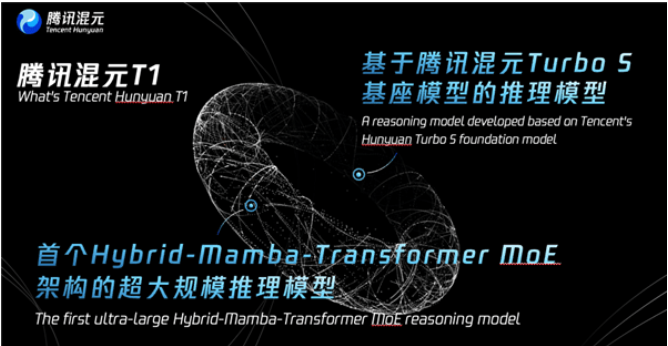 腾讯混元
Tencent Hunyuan
腾讯混元T1
What's Tencent Hunyuan T1
基于腾讯混元Turbo S
基座模型的推理模型
A reasoning model developed based on Tencent's
Hunyuan Turbo S foundation model
首个Hybrid-Mamba-Transformer MoE
架构的超大规模推理模型
The first ultra-large Hybrid-Mamba-Transformer MoE reasoning model